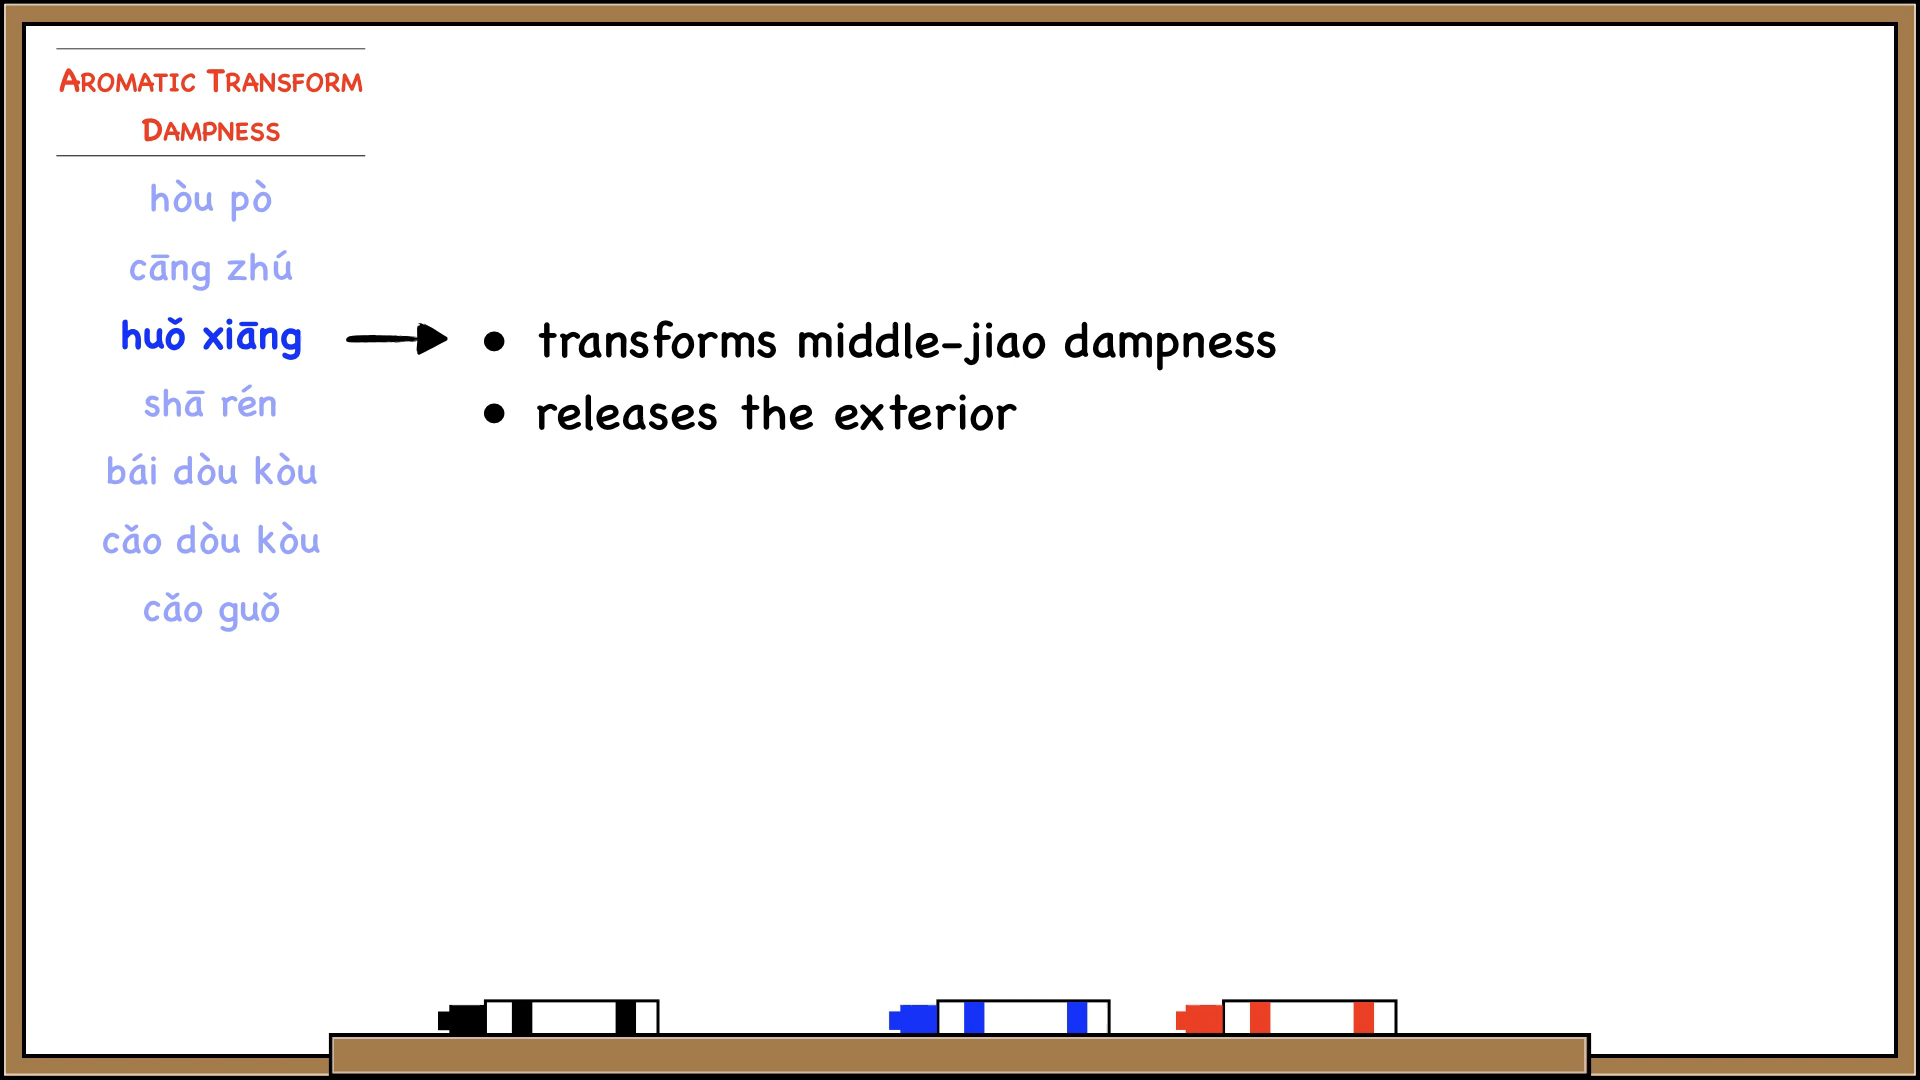 AROMATIC TRANSFORM
DAMPNESS
hòu pò
cāng zhú
huǒ xiāng
shā rén
bái dòu kòu
cǎo dòu kòu
cǎo guǒ
• transforms middle-jiao dampness
• releases the exterior